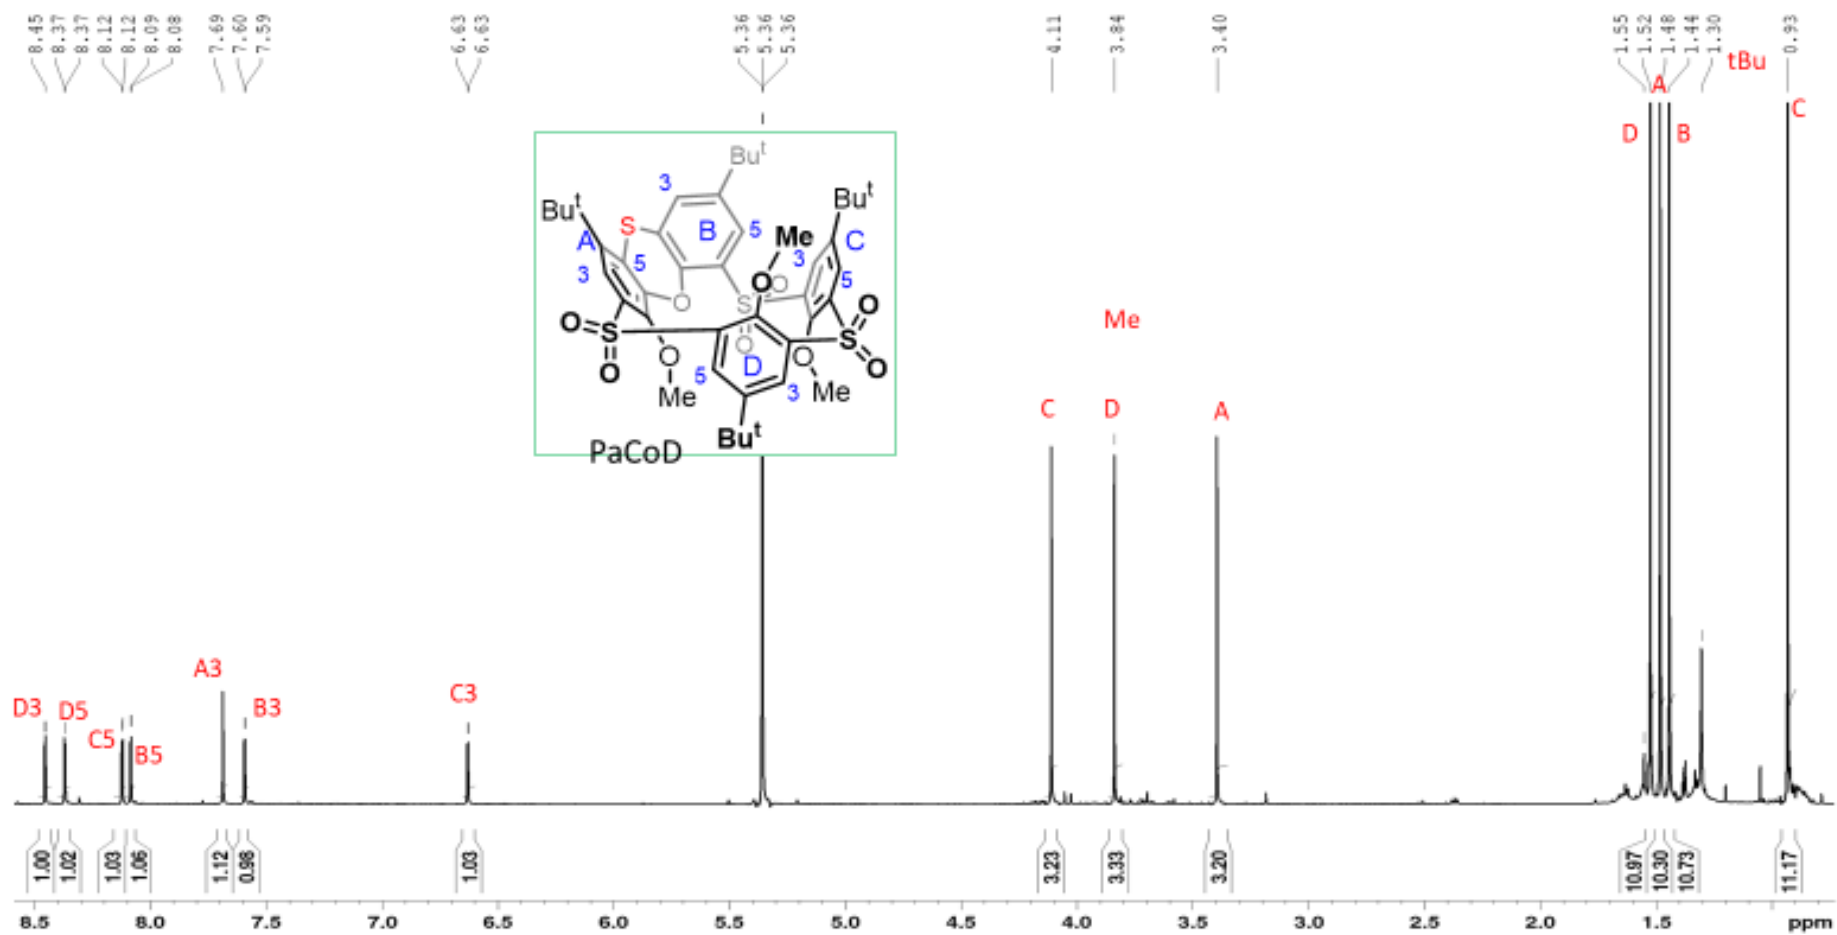 8.45 8.37 8.37 8.12 8.12 8.09 8.08 7.69 7.60 7.59 6.63 6.63 5.36 5.36 5.36 4.11 3.84 3.40 1.55 1.52 1.48 1.44 1.30 0.93
tBu
A
D B C
Bu^t
3
Bu^t Bu^t
S B 5 Me C
A 3
3 5 O 5
O S O
O O
O=S S
O O D O O O
Me 5 3 Me
Bu^t
PaCoD
Me
C D A
A3
D3 D5 C5 B5 B3 C3
1.00 1.02 1.03 1.06 1.12 0.98 1.03 3.23 3.33 3.20 10.97 10.30 10.73 11.17
8.5 8.0 7.5 7.0 6.5 6.0 5.5 5.0 4.5 4.0 3.5 3.0 2.5 2.0 1.5 ppm